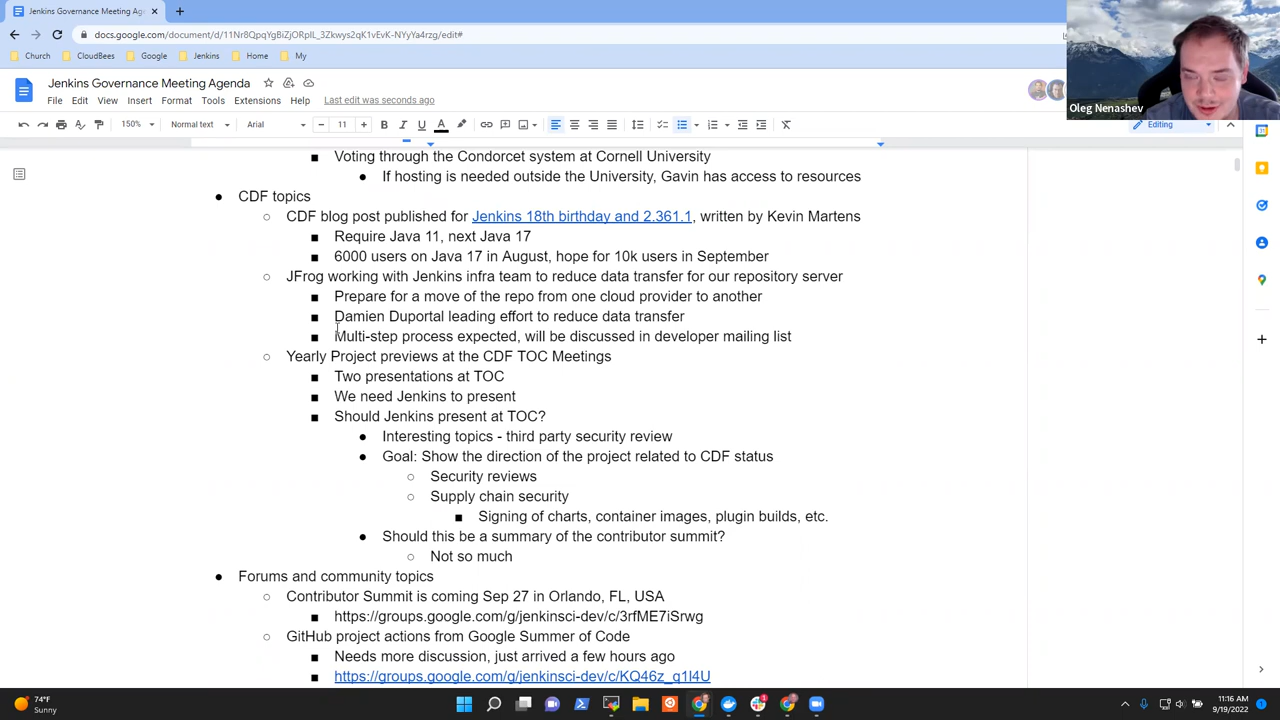 Jenkins Governance Meeting Age
docs.google.com/document/d/11Nr8QpqYgBiZjORpIL_3Zkwys2qK1vEvK-NYyYa4rzg/edit#
Church
CloudBees
Google
Jenkins
Home
My
Oleg Nenashev
Jenkins Governance Meeting Agenda
File Edit View Insert Format Tools Extensions Help Last edit was seconds ago
150% Normal text Arial 11 Editing
Voting through the Condorcet system at Cornell University
If hosting is needed outside the University, Gavin has access to resources
CDF topics
CDF blog post published for Jenkins 18th birthday and 2.361.1, written by Kevin Martens
Require Java 11, next Java 17
6000 users on Java 17 in August, hope for 10k users in September
JFrog working with Jenkins infra team to reduce data transfer for our repository server
Prepare for a move of the repo from one cloud provider to another
Damien Duportal leading effort to reduce data transfer
Multi-step process expected, will be discussed in developer mailing list
Yearly Project previews at the CDF TOC Meetings
Two presentations at TOC
We need Jenkins to present
Should Jenkins present at TOC?
Interesting topics - third party security review
Goal: Show the direction of the project related to CDF status
Security reviews
Supply chain security
Signing of charts, container images, plugin builds, etc.
Should this be a summary of the contributor summit?
Not so much
Forums and community topics
Contributor Summit is coming Sep 27 in Orlando, FL, USA
https://groups.google.com/g/jenkinsci-dev/c/3rfME7iSrwg
GitHub project actions from Google Summer of Code
Needs more discussion, just arrived a few hours ago
https://groups.google.com/g/jenkinsci-dev/c/KQ46z_q1l4U
74°F
Sunny
11:16 AM
9/19/2022